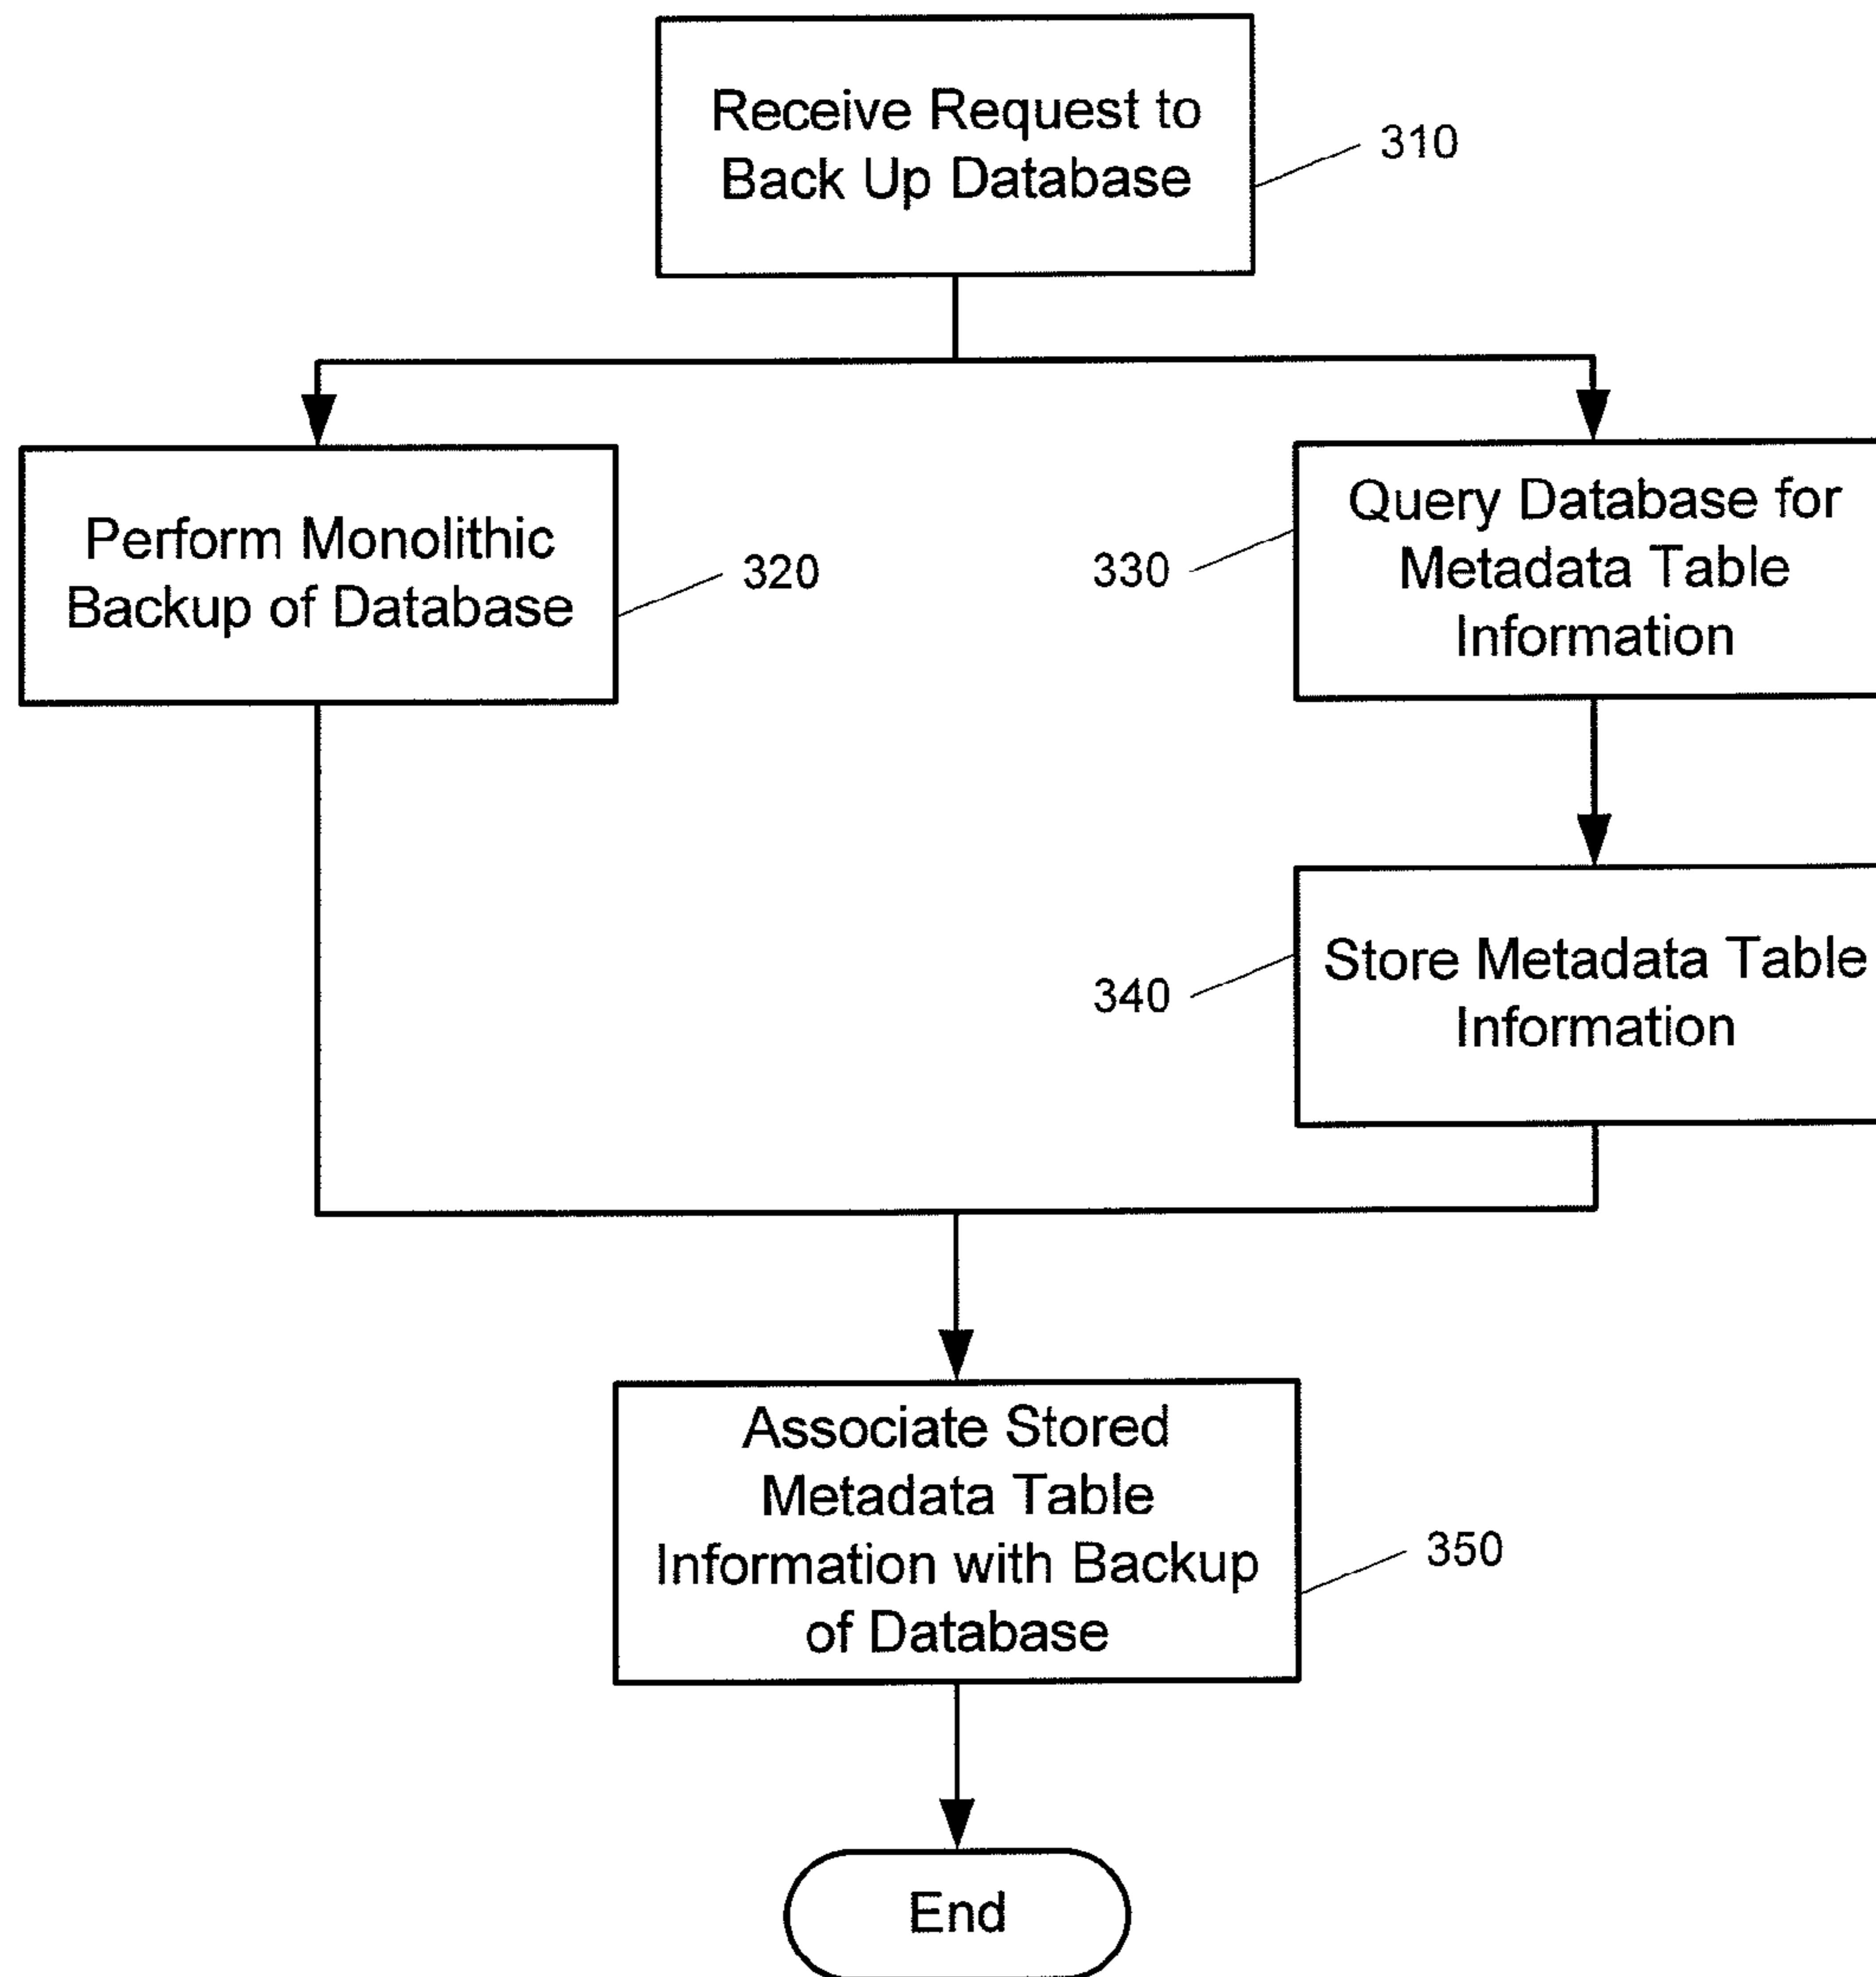 Receive Request to
Back Up Database
310
Perform Monolithic
Backup of Database
320
330
Query Database for
Metadata Table
Information
340
Store Metadata Table
Information
Associate Stored
Metadata Table
Information with Backup
of Database
350
End